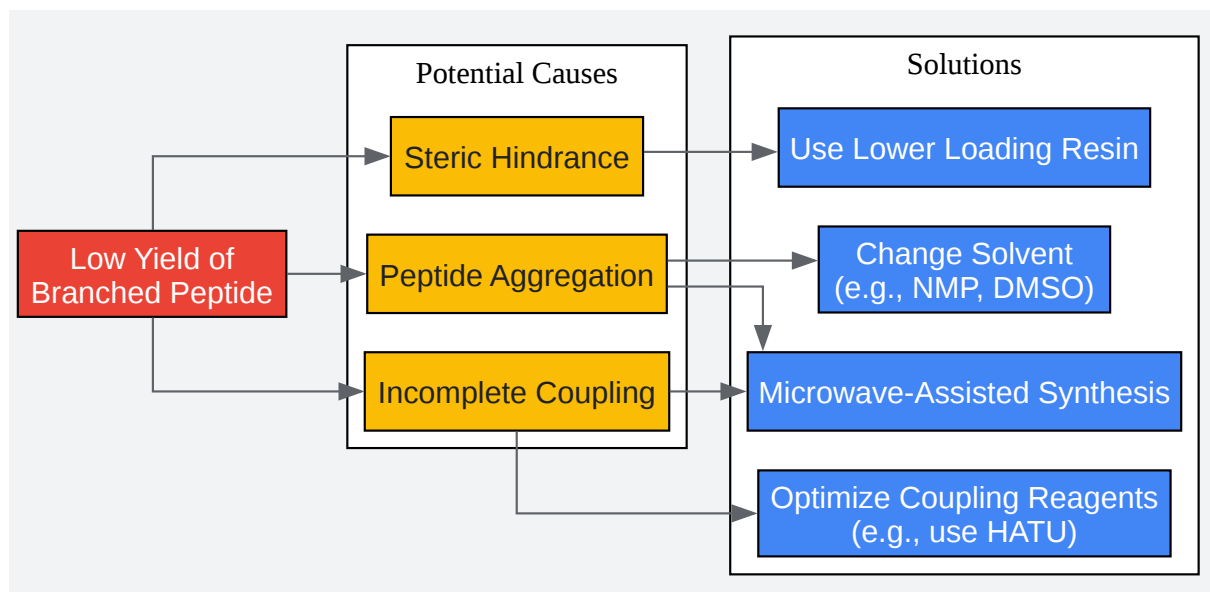 Potential Causes
Solutions
Steric Hindrance
Use Lower Loading Resin
Low Yield of
Branched Peptide
Peptide Aggregation
Change Solvent
(e.g., NMP, DMSO)
Incomplete Coupling
Microwave-Assisted Synthesis
Optimize Coupling Reagents
(e.g., use HATU)